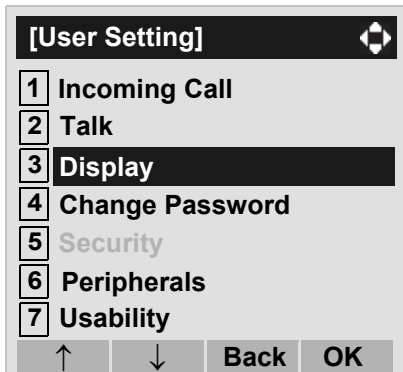 [User Setting]
1 Incoming Call
2 Talk
3 Display
4 Change Password
5 Security
6 Peripherals
7 Usability
↑ ↓ Back OK